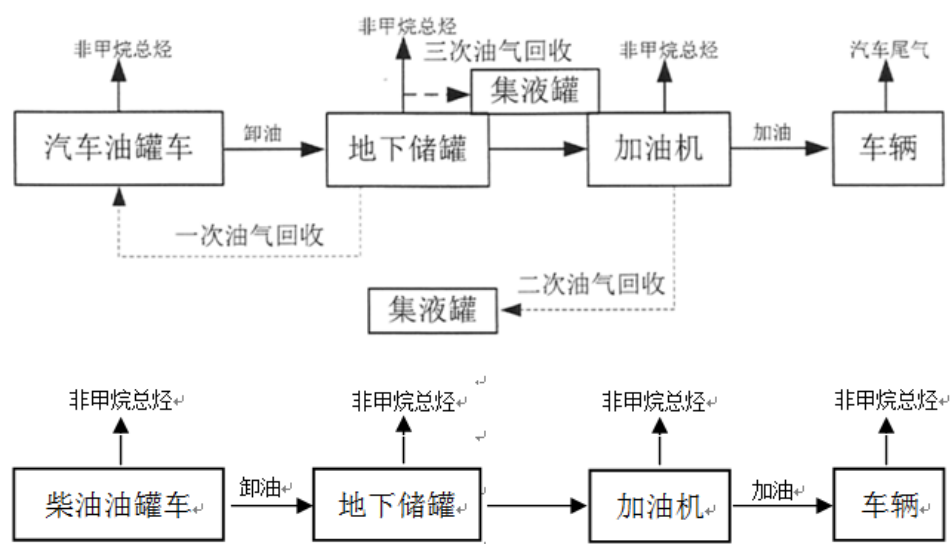 非甲烷总烃
非甲烷总烃
三次油气回收
非甲烷总烃
汽车尾气
集液罐
汽车油罐车
卸油
地下储罐
加油机
加油
车辆
一次油气回收
二次油气回收
集液罐
非甲烷总烃
非甲烷总烃
非甲烷总烃
非甲烷总烃
柴油油罐车
卸油
地下储罐
加油机
加油
车辆